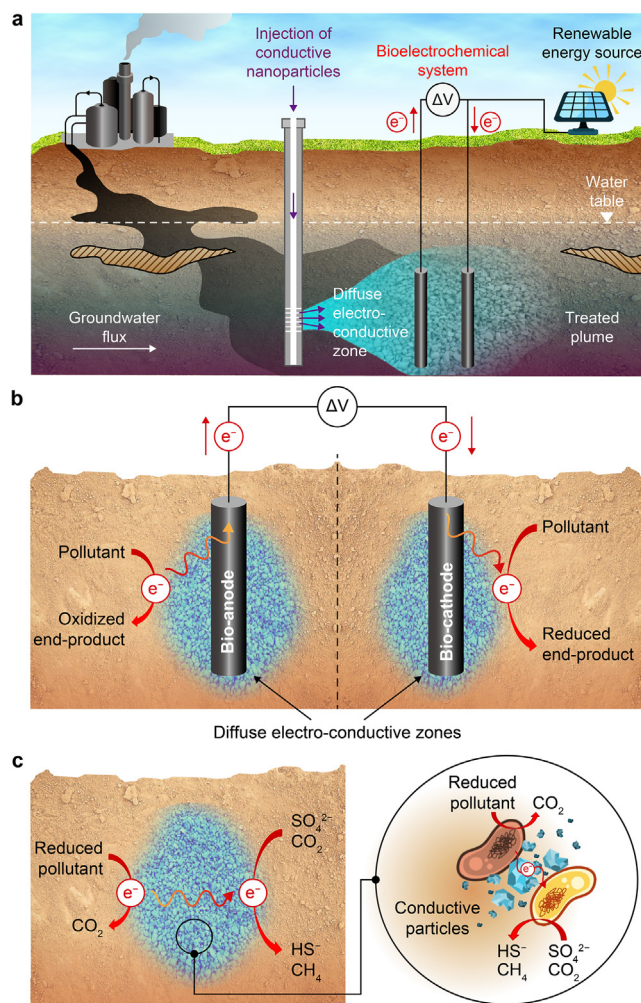 a
Injection of
conductive
nanoparticles
Bioelectrochemical
system
Renewable
energy source
ΔV
e⁻
e⁻
Water
table
Groundwater
flux
Diffuse
electro-
conductive
zone
Treated
plume
b
ΔV
e⁻
e⁻
Pollutant
e⁻
Oxidized
end-product
Bio-anode
Bio-cathode
Pollutant
e⁻
Reduced
end-product
Diffuse electro-conductive zones
c
Reduced
pollutant
e⁻
CO₂
SO₄²⁻
CO₂
e⁻
HS⁻
CH₄
Reduced
pollutant
CO₂
e⁻
Conductive
particles
HS⁻
CH₄
SO₄²⁻
CO₂